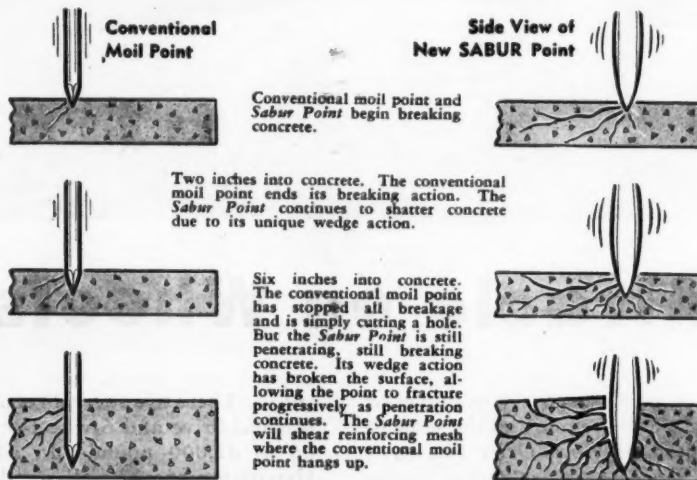 Conventional
Moil Point
Side View of
New SABUR Point
Conventional moil point and
Sabur Point begin breaking
concrete.
Two inches into concrete. The conventional
moil point ends its breaking action. The
Sabur Point continues to shatter concrete
due to its unique wedge action.
Six inches into concrete.
The conventional moil point
has stopped all breakage
and is simply cutting a hole.
But the Sabur Point is still
penetrating, still breaking
concrete. Its wedge action
has broken the surface, al-
lowing the point to fracture
progressively as penetration
continues. The Sabur Point
will shear reinforcing mesh
where the conventional moil
point hangs up.